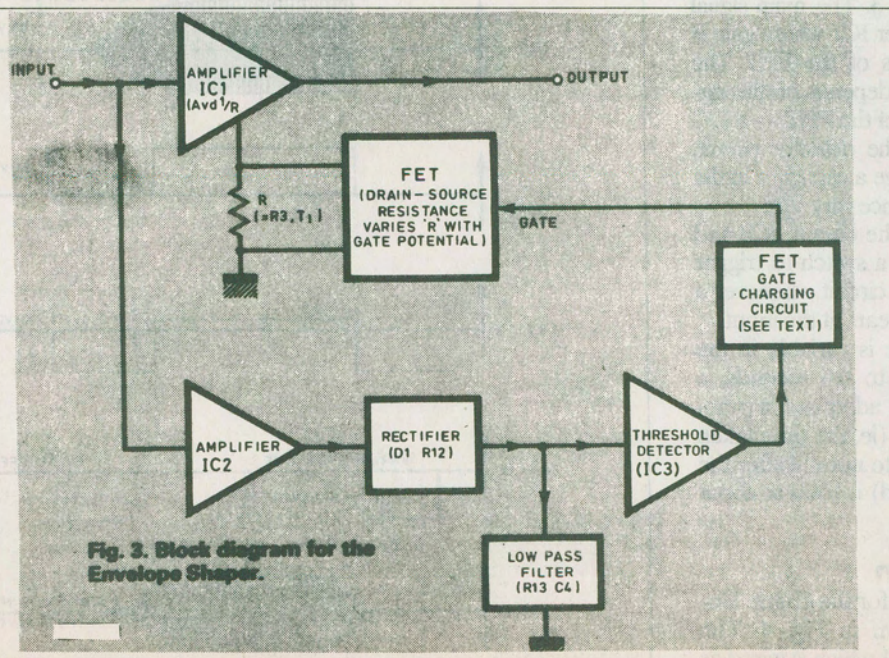 INPUT
AMPLIFIER
IC1
(Avd 1/R
OUTPUT
R
(=R3,T1)
FET
(DRAIN-SOURCE
RESISTANCE
VARIES 'R' WITH
GATE POTENTIAL)
GATE
FET
GATE
CHARGING
CIRCUIT
(SEE TEXT)
AMPLIFIER
IC2
RECTIFIER
(D1 R12)
THRESHOLD
DETECTOR
(IC3)
LOW PASS
FILTER
(R13 C4)
Fig. 3. Block diagram for the
Envelope Shaper.